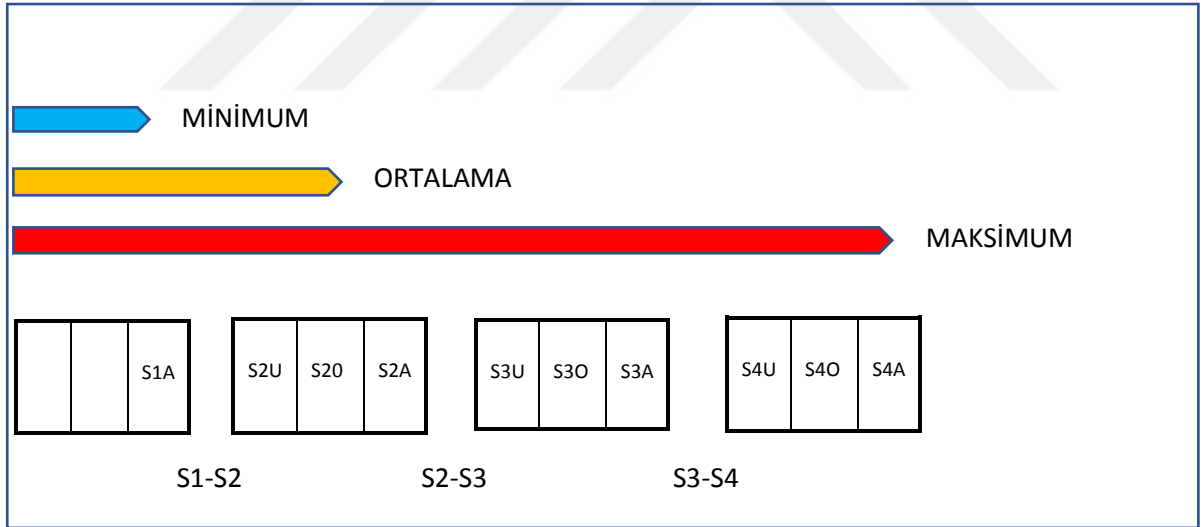 MİNİMUM
ORTALAMA
MAKSİMUM
S1A S2U S20 S2A S3U S3O S3A S4U S4O S4A
S1-S2 S2-S3 S3-S4